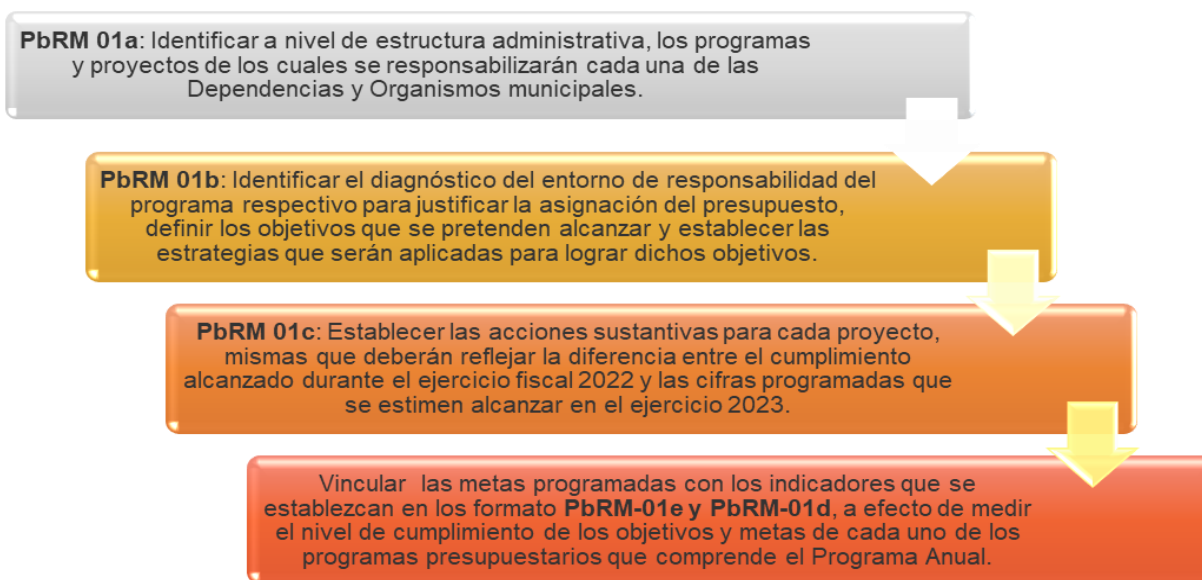 PbRM 01a: Identificar a nivel de estructura administrativa, los programas
y proyectos de los cuales se responsabilizarán cada una de las
Dependencias y Organismos municipales.
PbRM 01b: Identificar el diagnóstico del entorno de responsabilidad del
programa respectivo para justificar la asignación del presupuesto,
definir los objetivos que se pretenden alcanzar y establecer las
estrategias que serán aplicadas para lograr dichos objetivos.
PbRM 01c: Establecer las acciones sustantivas para cada proyecto,
mismas que deberán reflejar la diferencia entre el cumplimiento
alcanzado durante el ejercicio fiscal 2022 y las cifras programadas que
se estimen alcanzar en el ejercicio 2023.
Vincular las metas programadas con los indicadores que se
establezcan en los formato PbRM-01e y PbRM-01d, a efecto de medir
el nivel de cumplimiento de los objetivos y metas de cada uno de los
programas presupuestarios que comprende el Programa Anual.